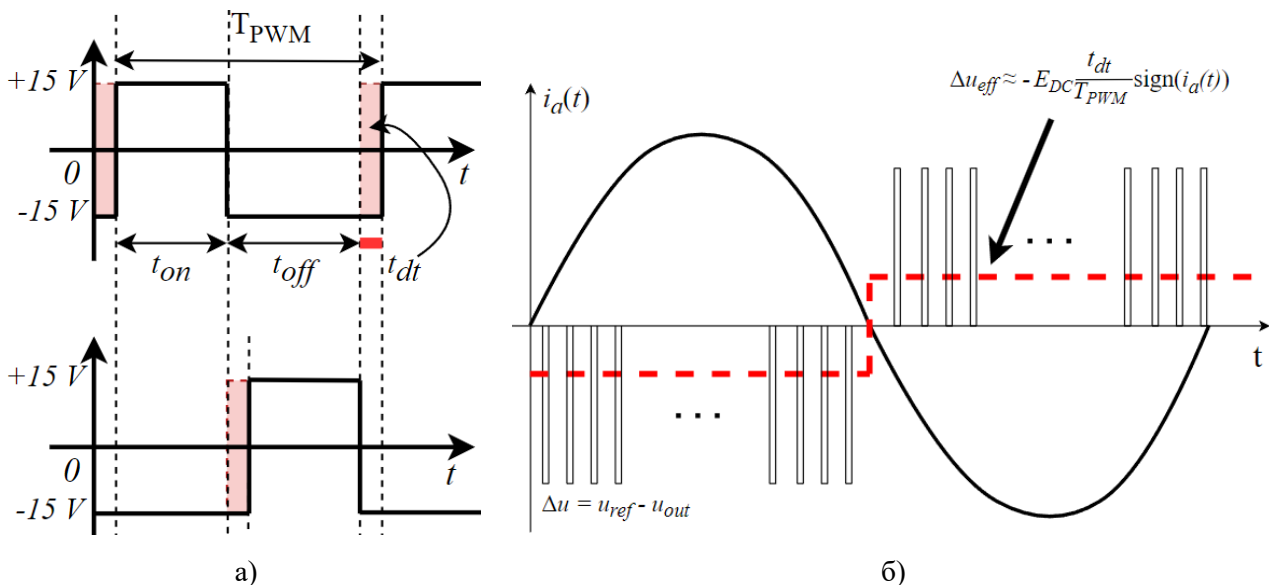 T_PWM
+15 V
0
t
-15 V
t_on
t_off
t_dt
+15 V
0
t
-15 V
а)
i_a(t)
Δu_eff ≈ -E_DC t_dt/T_PWM sign(i_a(t))
. . .
t
. . .
Δu = u_ref - u_out
б)